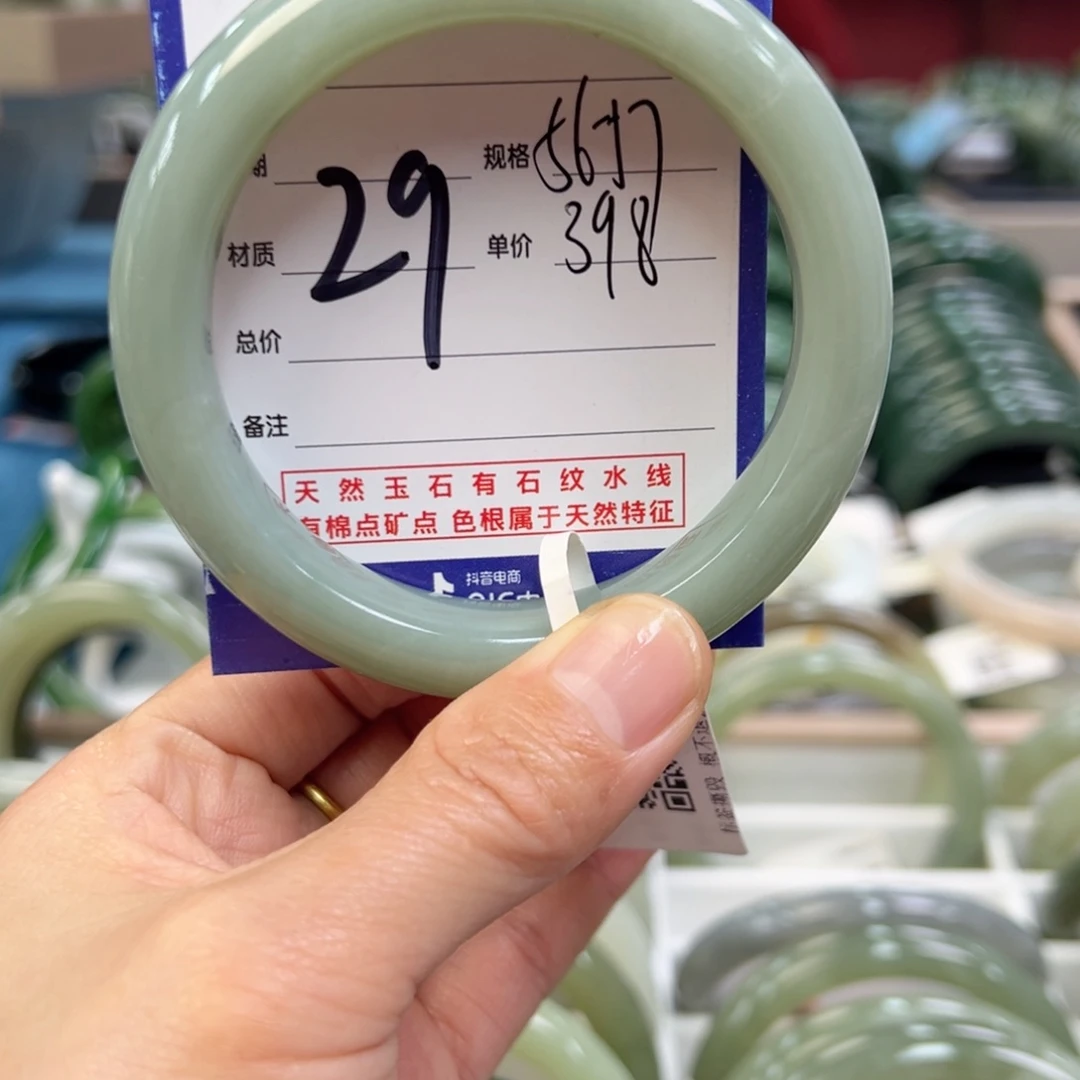 期 29 规格 56-57
材质 单价 398
总价
备注
天然玉石有石纹水线
有棉点矿点 色根属于天然特征
抖音电商